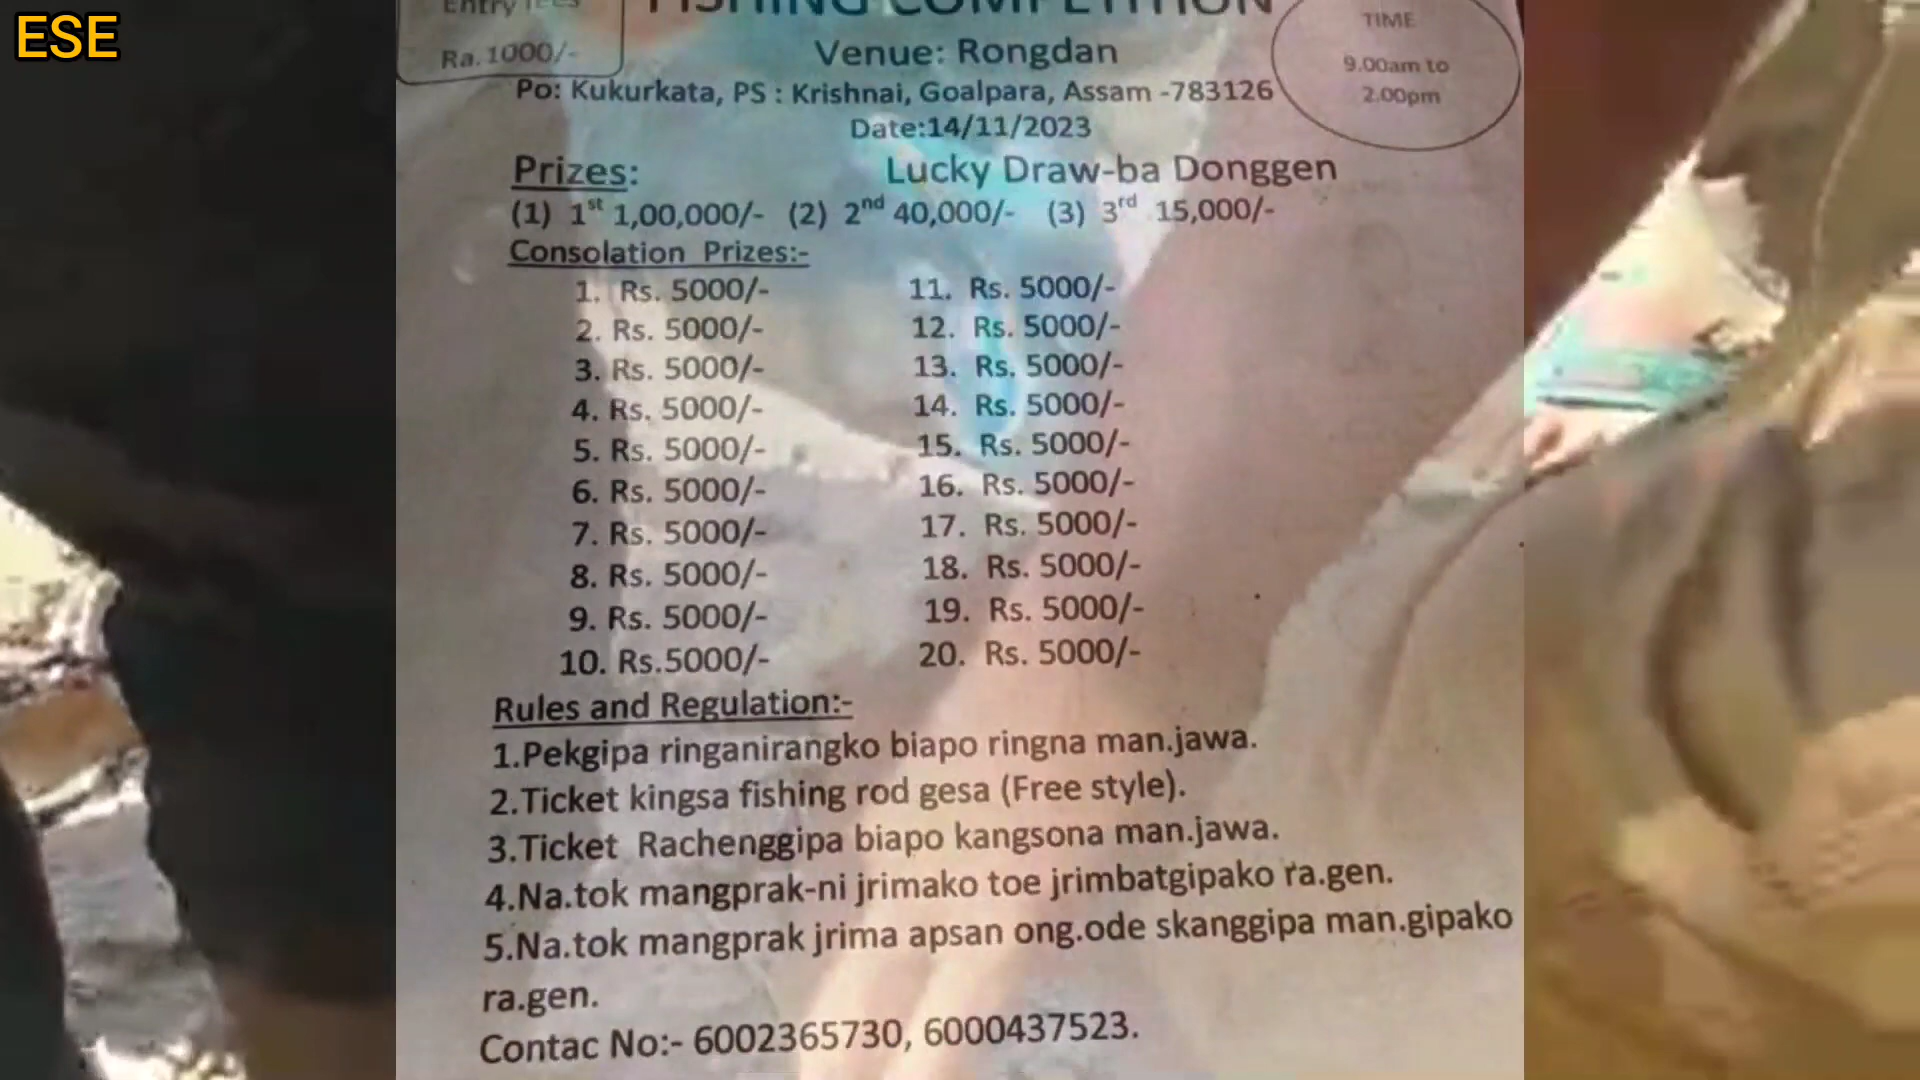 ESE
Entry fees
Ra.1000/-
FISHING COMPETITION
TIME
9.00am to
2.00pm
Venue: Rongdan
Po: Kukurkata, PS : Krishnai, Goalpara, Assam -783126
Date:14/11/2023
Prizes: Lucky Draw-ba Donggen
(1) 1st 1,00,000/- (2) 2nd 40,000/- (3) 3rd 15,000/-
Consolation Prizes:-
1. Rs. 5000/-
2. Rs. 5000/-
3. Rs. 5000/-
4. Rs. 5000/-
5. Rs. 5000/-
6. Rs. 5000/-
7. Rs. 5000/-
8. Rs. 5000/-
9. Rs. 5000/-
10. Rs.5000/-
11. Rs. 5000/-
12. Rs. 5000/-
13. Rs. 5000/-
14. Rs. 5000/-
15. Rs. 5000/-
16. Rs. 5000/-
17. Rs. 5000/-
18. Rs. 5000/-
19. Rs. 5000/-
20. Rs. 5000/-
Rules and Regulation:-
1.Pekgipa ringanirangko biapo ringna man.jawa.
2.Ticket kingsa fishing rod gesa (Free style).
3.Ticket Rachenggipa biapo kangsona man.jawa.
4.Na.tok mangprak-ni jrimako toe jrimbatgipako ra.gen.
5.Na.tok mangprak jrima apsan ong.ode skanggipa man.gipako
ra.gen.
Contac No:- 6002365730, 6000437523.